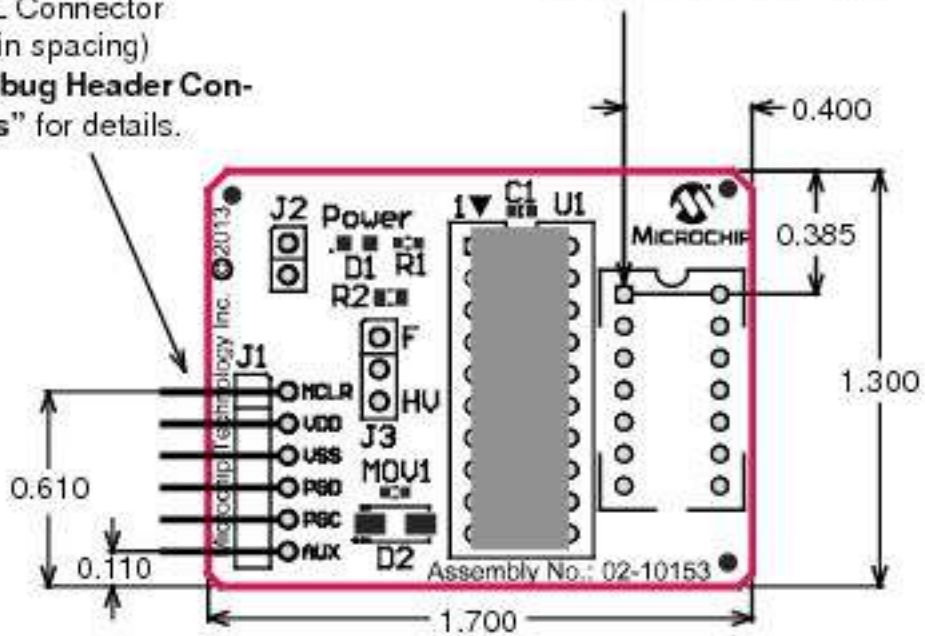 Connector
in spacing)
bug Header Con-
s" for details.
0.400
0.385
1.300
0.610
0.110
1.700
©2013
Microchip Technology Inc.
J2
Power
D1
R1
R2
1▼
C1
U1
MICROCHIP
J1
F
HV
J3
MOV1
D2
MCLR
VDD
VSS
PGD
PGC
AUX
Assembly No.: 02-10153